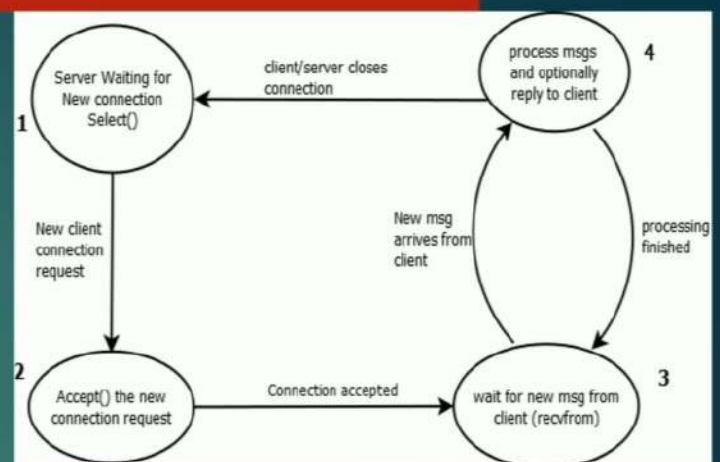 Server Waiting for
New connection
Select()
1
client/server closes
connection
process msgs
and optionally
reply to client
4
New client
connection
request
New msg
arrives from
client
processing
finished
2
Accept() the new
connection request
Connection accepted
wait for new msg from
client (recvfrom)
3